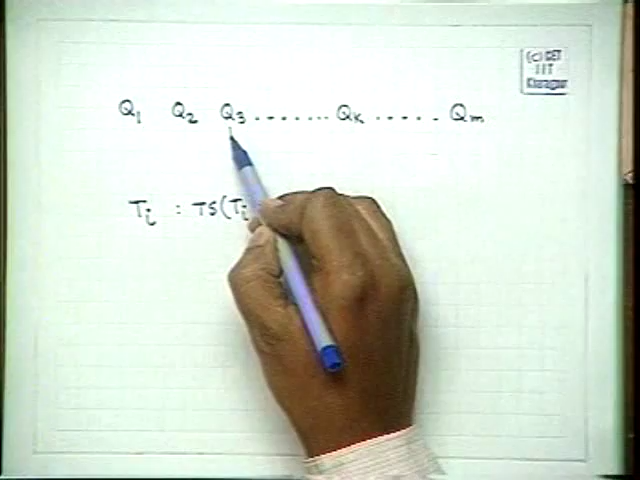 (C) CET
IIT
Kharagpur
Q₁ Q₂ Q₃ ........ Qₖ ..... Qₘ
Tᵢ : TS(Tᵢ